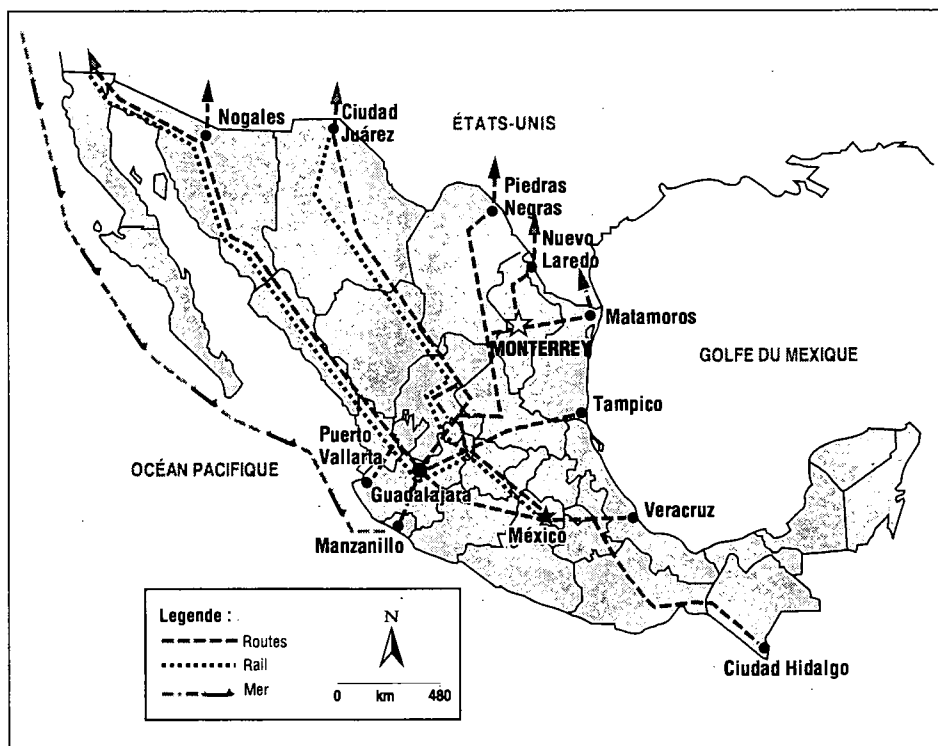 Nogales
Ciudad
Juárez
ÉTATS-UNIS
Piedras
Negras
Nuevo
Laredo
Matamoros
MONTERREY
GOLFE DU MEXIQUE
Tampico
Puerto
Vallarta
OCÉAN PACIFIQUE
Guadalajara
Veracruz
México
Manzanillo
Legende :
Routes
Rail
Mer
N
0 km 480
Ciudad Hidalgo